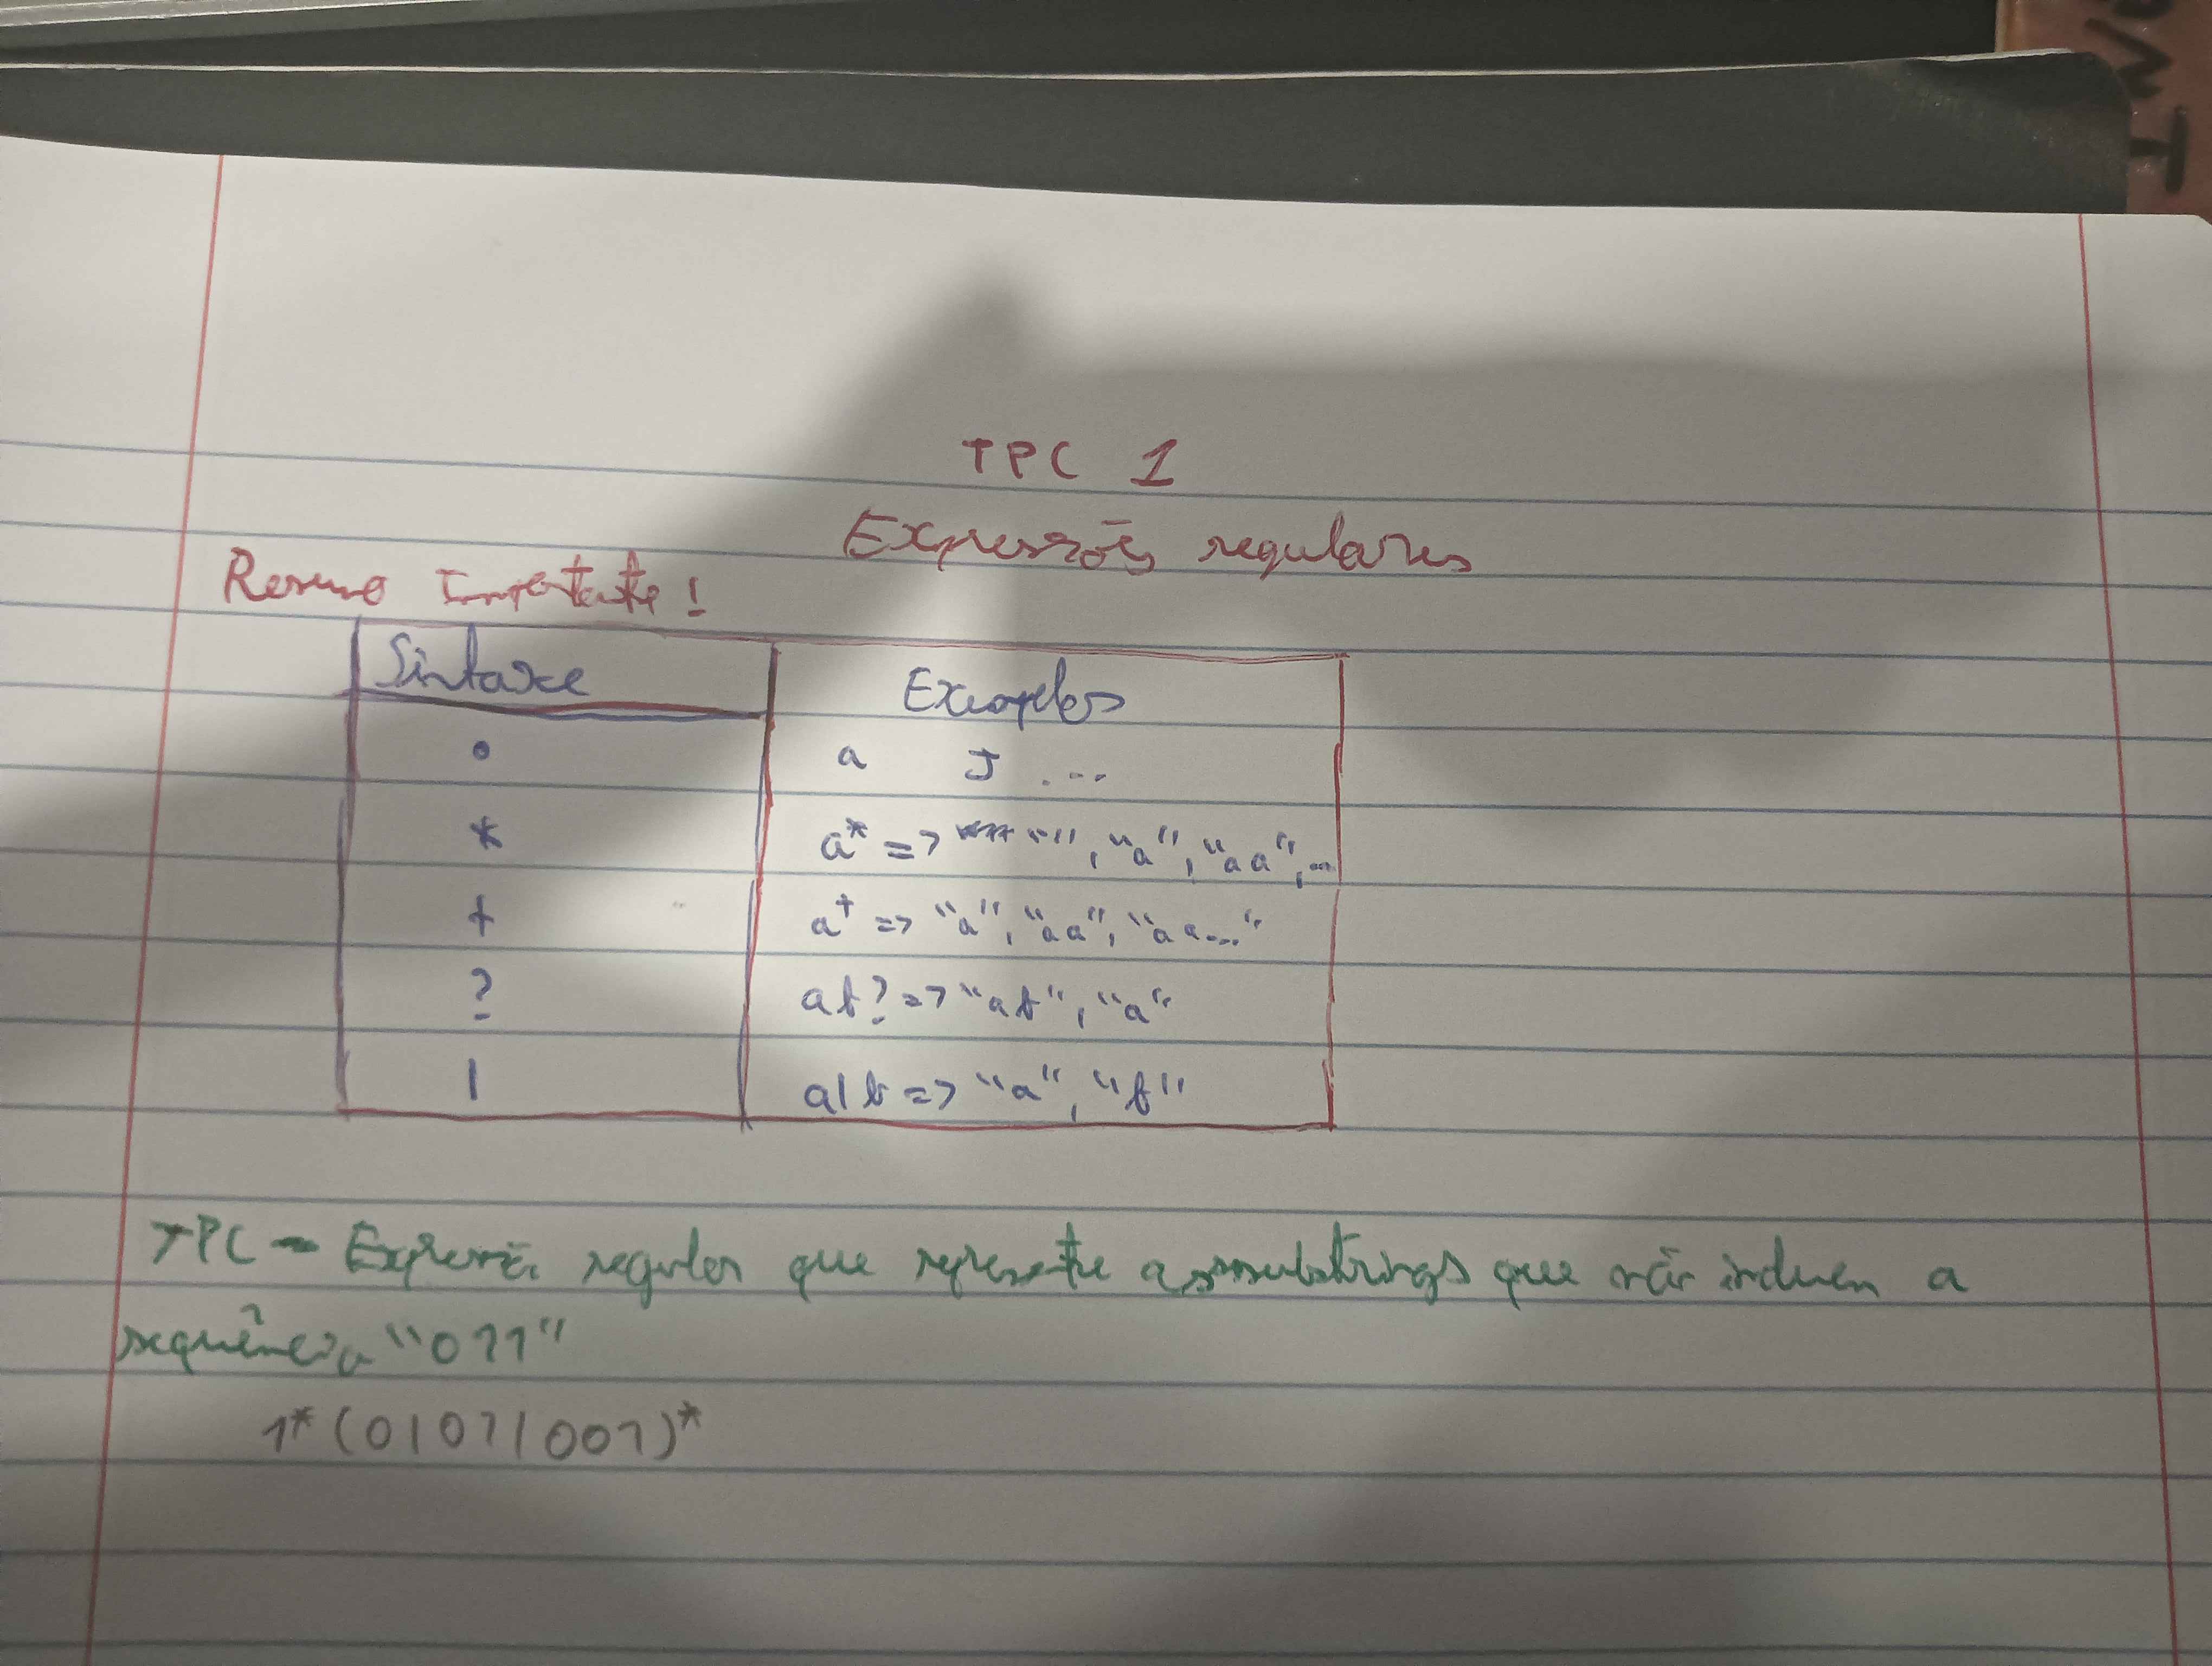 TPC 1
Expressões regulares
Resumo Importante!
Sintaxe Exemplos
. a J ...
* a* => "", "a", "aa", ...
+ a+ => "a", "aa", "aa..."
? ab? => "ab", "a"
| a|b => "a", "b"
TPC - Expressão regular que represente as substrings que não incluem a
sequência "011"
1*(0|01|001)*